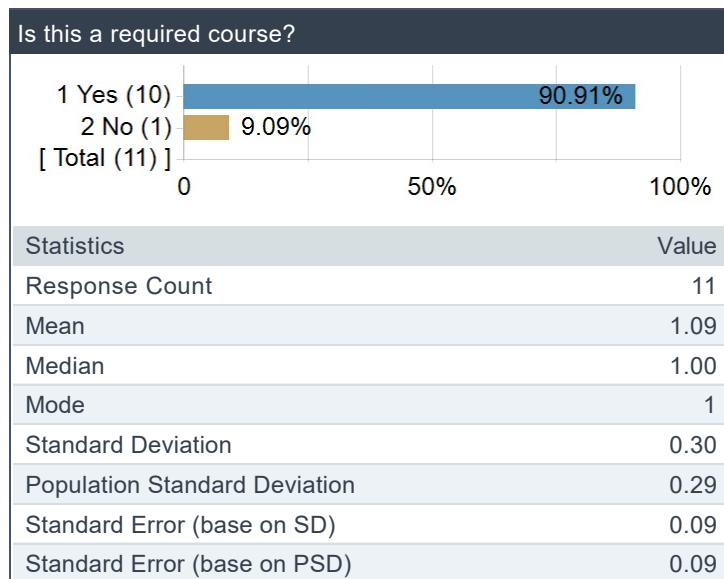 Is this a required course?
1 Yes (10) 90.91%
2 No (1) 9.09%
[ Total (11) ]
0 50% 100%
Statistics Value
Response Count 11
Mean 1.09
Median 1.00
Mode 1
Standard Deviation 0.30
Population Standard Deviation 0.29
Standard Error (base on SD) 0.09
Standard Error (base on PSD) 0.09